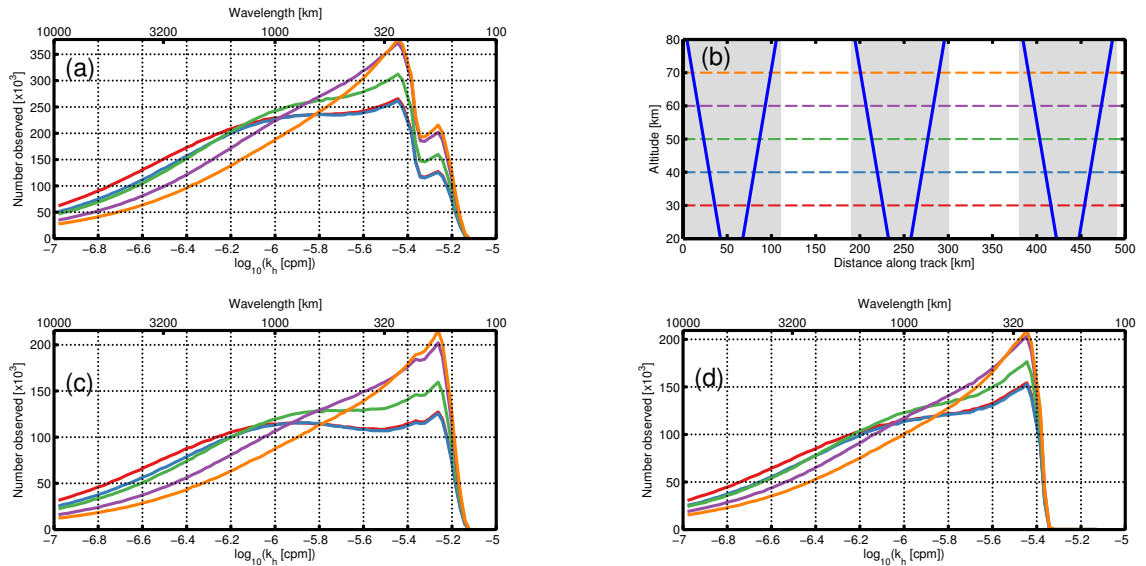 Wavelength [km]
10000 3200 1000 320 100
(a)
Number observed [x10³]
350
300
250
200
150
100
50
0
−7 −6.8 −6.6 −6.4 −6.2 −6 −5.8 −5.6 −5.4 −5.2 −5
log₁₀(kₕ [cpm])
(b)
Altitude [km]
80
70
60
50
40
30
20
0 50 100 150 200 250 300 350 400 450 500
Distance along track [km]
Wavelength [km]
10000 3200 1000 320 100
(c)
Number observed [x10³]
200
150
100
50
0
−7 −6.8 −6.6 −6.4 −6.2 −6 −5.8 −5.6 −5.4 −5.2 −5
log₁₀(kₕ [cpm])
Wavelength [km]
10000 3200 1000 320 100
(d)
Number observed [x10³]
200
150
100
50
0
−7 −6.8 −6.6 −6.4 −6.2 −6 −5.8 −5.6 −5.4 −5.2 −5
log₁₀(kₕ [cpm])